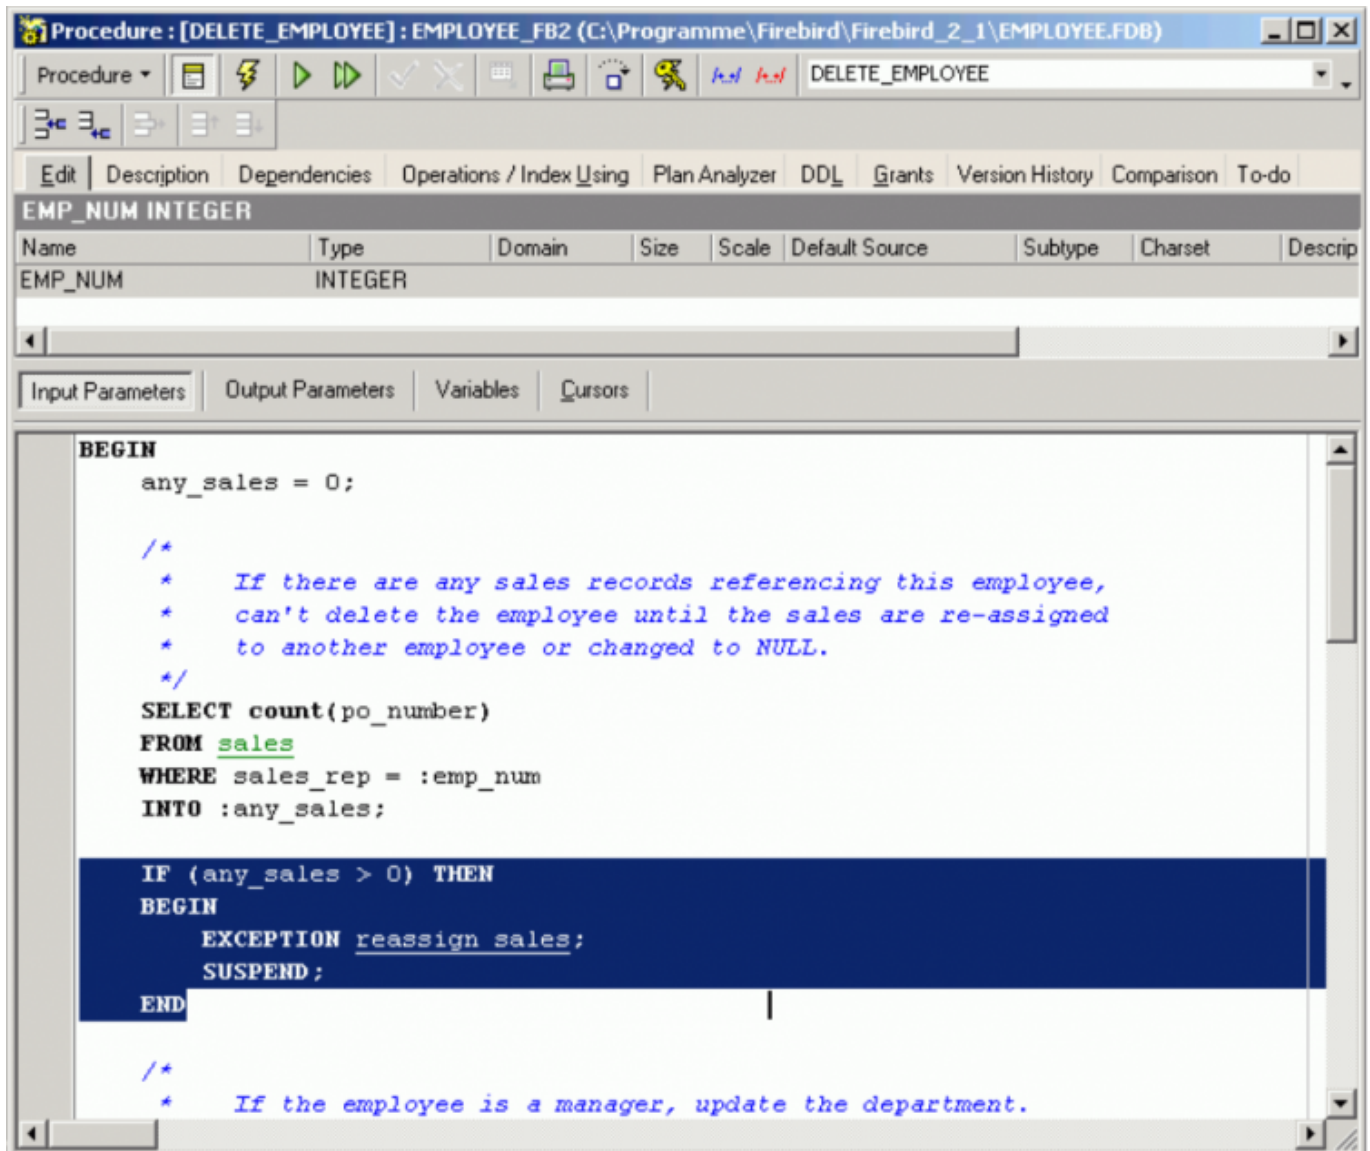 Procedure : [DELETE_EMPLOYEE] : EMPLOYEE_FB2 (C:\Programme\Firebird\Firebird_2_1\EMPLOYEE.FDB)
Procedure DELETE_EMPLOYEE
Edit Description Dependencies Operations / Index Using Plan Analyzer DDL Grants Version History Comparison To-do
EMP_NUM INTEGER
Name Type Domain Size Scale Default Source Subtype Charset Descrip
EMP_NUM INTEGER
Input Parameters Output Parameters Variables Cursors
BEGIN
any_sales = 0;
/*
* If there are any sales records referencing this employee,
* can't delete the employee until the sales are re-assigned
* to another employee or changed to NULL.
*/
SELECT count(po_number)
FROM sales
WHERE sales_rep = :emp_num
INTO :any_sales;
IF (any_sales > 0) THEN
BEGIN
EXCEPTION reassign_sales;
SUSPEND;
END
/*
* If the employee is a manager, update the department.